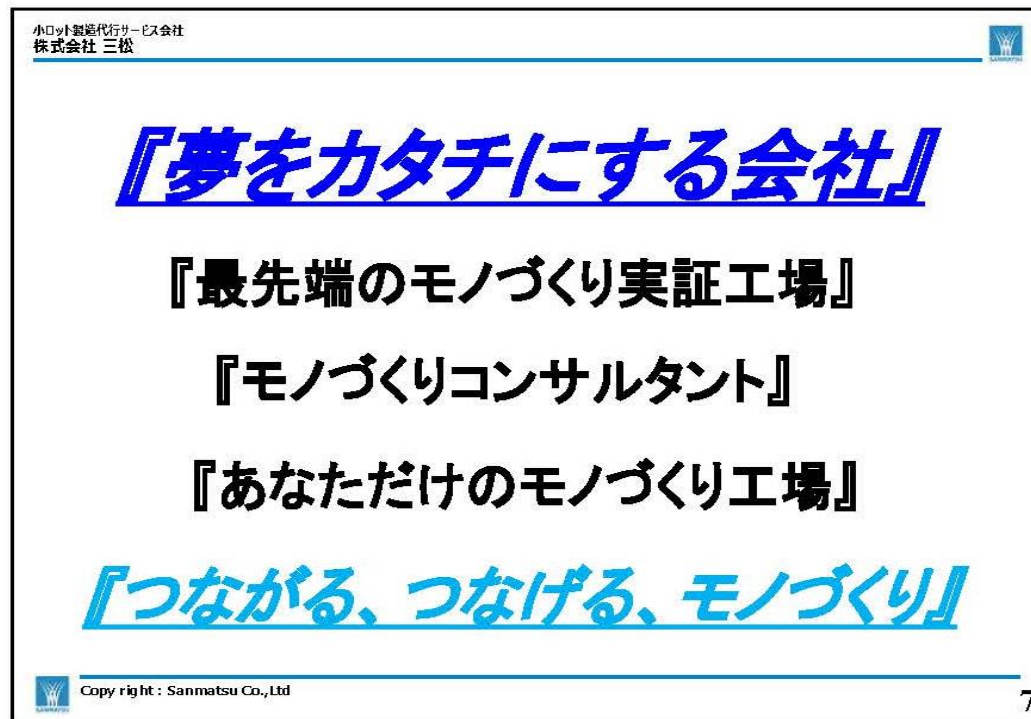 小ロット製造代行サービス会社
株式会社 三松
SANMATSU
『夢をカタチにする会社』
『最先端のモノづくり実証工場』
『モノづくりコンサルタント』
『あなただけのモノづくり工場』
『つながる、つなげる、モノづくり』
SANMATSU
Copy right : Sanmatsu Co.,Ltd
7